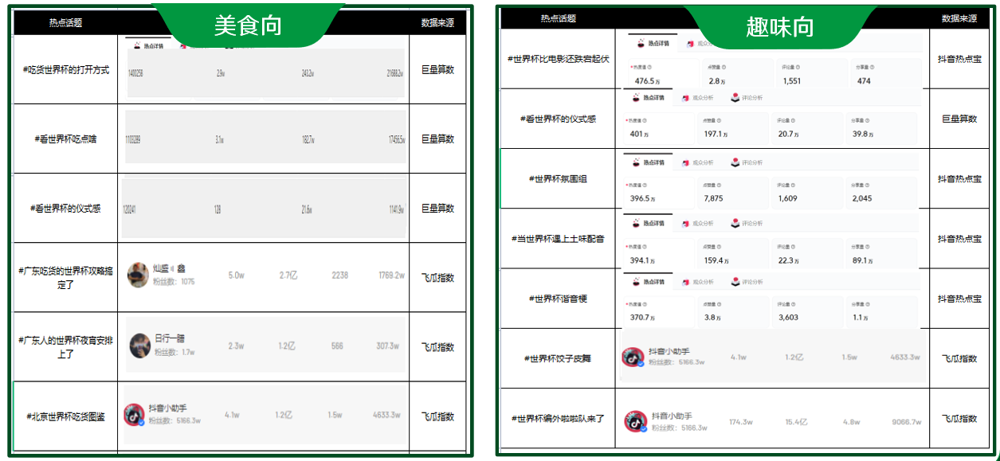 美食向
热点话题
数据来源
热点详情
#吃货世界杯的打开方式
1400258
2.9w
243.2w
21688.2w
巨量算数
#看世界杯吃点啥
1103289
3.1w
182.7w
17456.5w
巨量算数
#看世界杯的仪式感
120241
128
21.6w
1141.9w
巨量算数
#广东吃货的世界杯攻略搞
定了
粉丝数：1075
5.0w
2.7亿
2238
1769.2w
飞瓜指数
#广东人的世界杯夜宵安排
上了
日行一膳
粉丝数：1.7w
2.3w
1.2亿
566
307.3w
飞瓜指数
#北京世界杯吃货图鉴
抖音小助手
粉丝数：5166.3w
4.1w
1.2亿
1.5w
4633.3w
飞瓜指数
趣味向
热点话题
数据来源
#世界杯比电影还跌宕起伏
热点详情
观众分
热度值
点赞量
评论量
分享量
476.5万
2.8万
1,551
474
抖音热点宝
#看世界杯的仪式感
热点详情
观众分析
评论分析
热度值
点赞量
评论量
分享量
401万
197.1万
20.7万
39.8万
巨量算数
#世界杯氛围组
热点详情
观众分析
评论分析
热度值
点赞量
评论量
分享量
396.5万
7,875
1,609
2,045
抖音热点宝
#当世界杯遇上土味配音
热点详情
观众分析
评论分析
热度值
点赞量
评论量
分享量
394.1万
159.4万
22.3万
89.1万
抖音热点宝
#世界杯谐音梗
热点详情
观众分析
评论分析
热度值
点赞量
评论量
分享量
370.7万
3.8万
3,603
1.1万
抖音热点宝
#世界杯饺子皮舞
抖音小助手
粉丝数：5166.3w
4.1w
1.2亿
1.5w
4633.3w
飞瓜指数
#世界杯编外啦啦队来了
抖音小助手
粉丝数：5166.3w
174.3w
15.4亿
4.8w
9066.7w
飞瓜指数